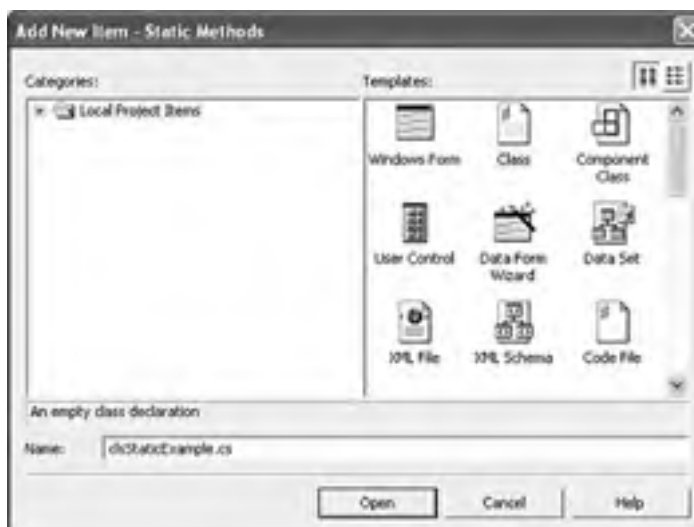 Add New Item - Static Methods
Categories:
Templates:
Local Project Items
Windows Form
Class
Component
Class
User Control
Data Form
Wizard
Data Set
XML File
XML Schema
Code File
An empty class declaration
Name:
clsStaticExample.cs
Open
Cancel
Help